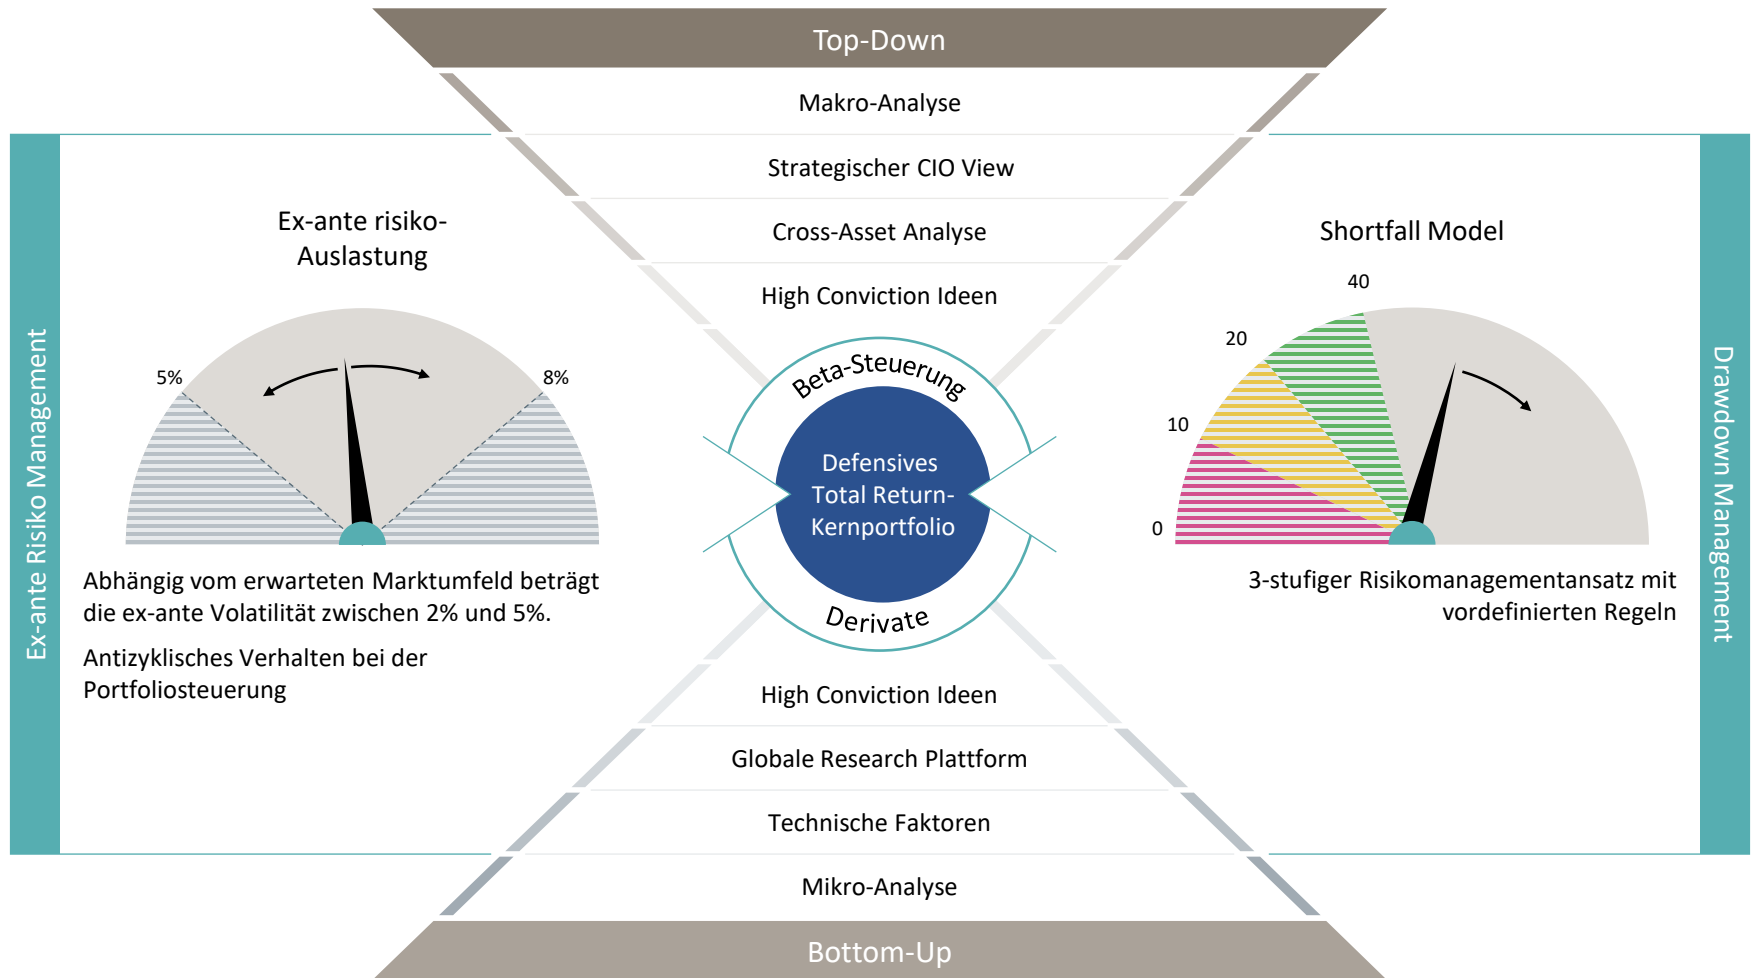 Top-Down
Makro-Analyse
Strategischer CIO View
Cross-Asset Analyse
High Conviction Ideen
Ex-ante Risiko Management
Ex-ante risiko-
Auslastung
5%
8%
Abhängig vom erwarteten Marktumfeld beträgt
die ex-ante Volatilität zwischen 2% und 5%.
Antizyklisches Verhalten bei der
Portfoliosteuerung
Beta-Steuerung
Defensives
Total Return-
Kernportfolio
Derivate
Shortfall Model
40
20
10
0
3-stufiger Risikomanagementansatz mit
vordefinierten Regeln
Drawdown Management
High Conviction Ideen
Globale Research Plattform
Technische Faktoren
Mikro-Analyse
Bottom-Up